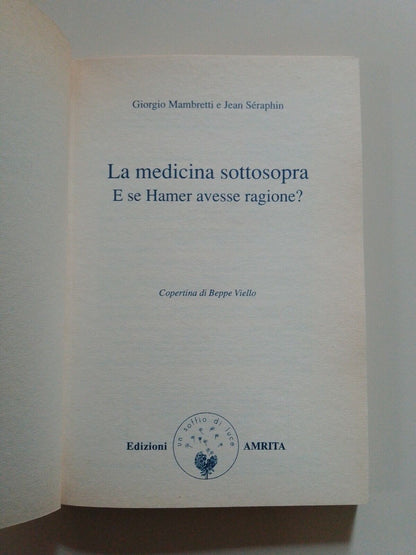 Giorgio Mambretti e Jean Séraphin
La medicina sottosopra
E se Hamer avesse ragione?
Copertina di Beppe Viello
un soffio di luce
Edizioni AMRITA